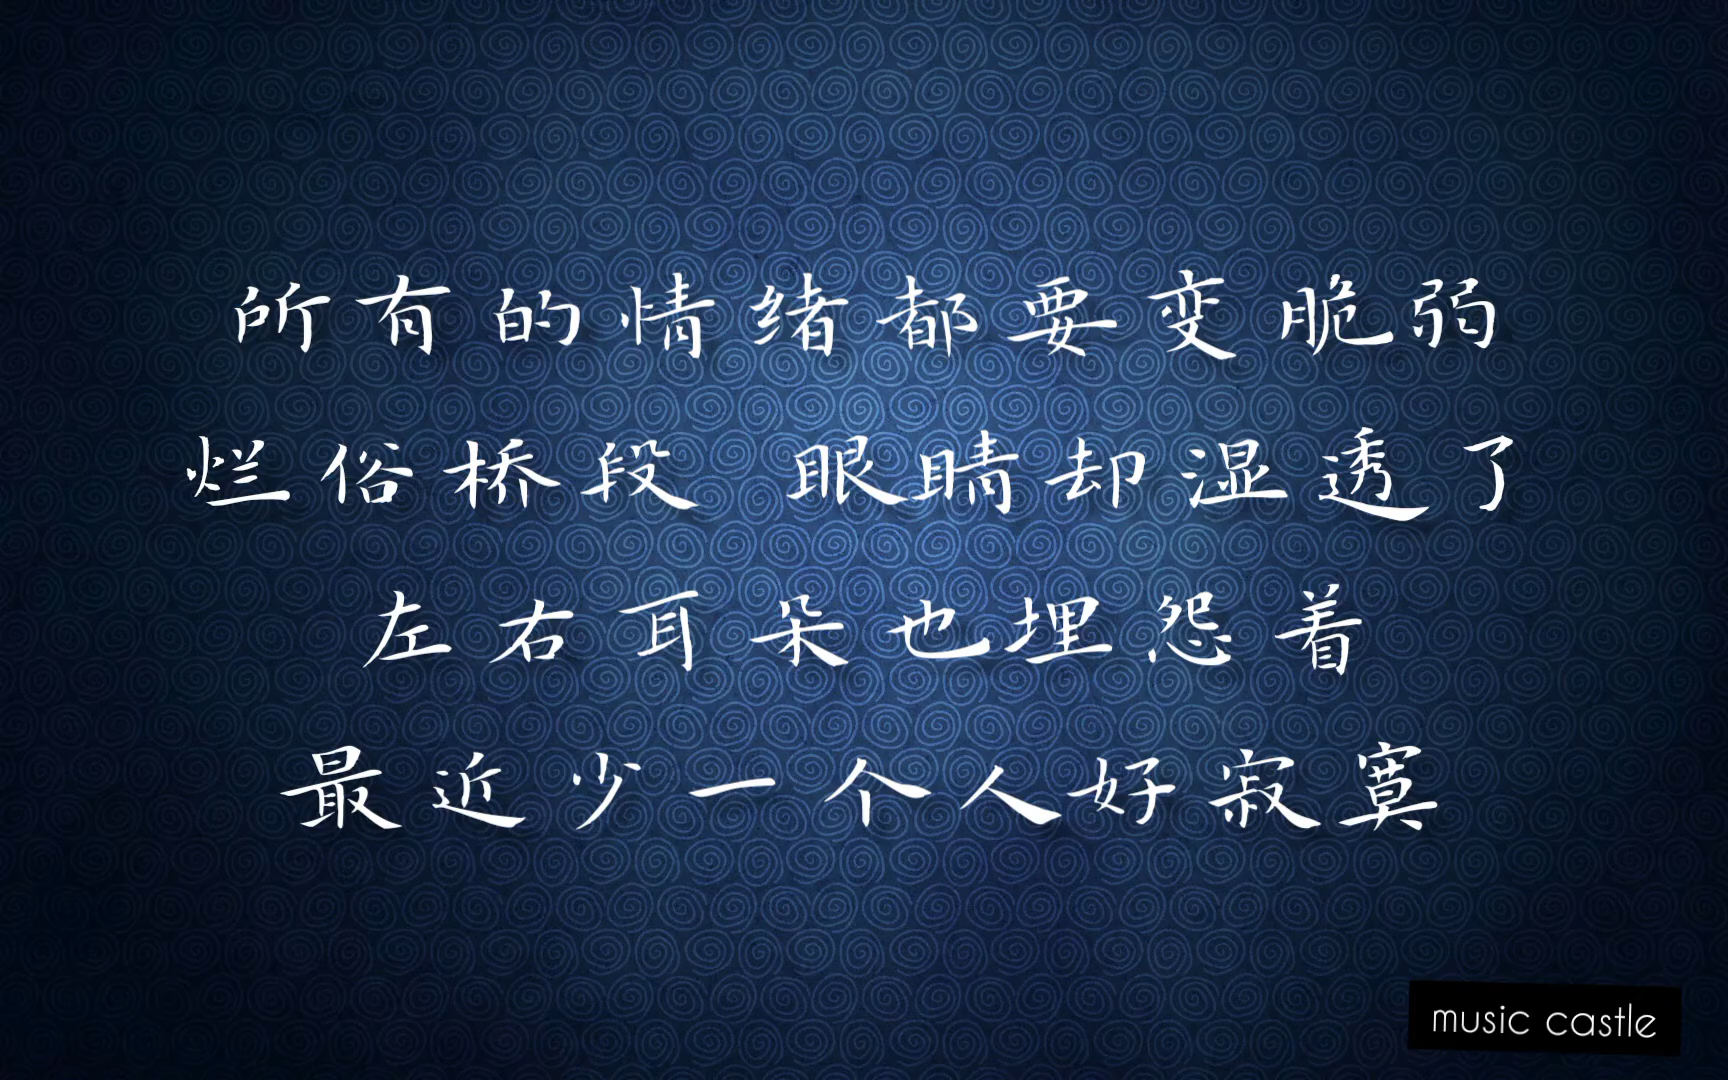 所有的情绪都要变脆弱
烂俗桥段 眼睛却湿透了
左右耳朵也埋怨着
最近少一个人好寂寞
music castle